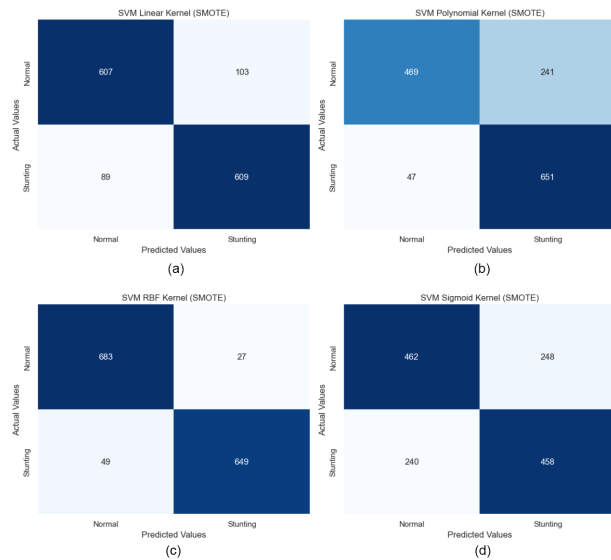 SVM Linear Kernel (SMOTE)
Actual Values
Normal
607
103
Stunting
89
609
Normal
Stunting
Predicted Values
(a)
SVM Polynomial Kernel (SMOTE)
Actual Values
Normal
469
241
Stunting
47
651
Normal
Stunting
Predicted Values
(b)
SVM RBF Kernel (SMOTE)
Actual Values
Normal
683
27
Stunting
49
649
Normal
Stunting
Predicted Values
(c)
SVM Sigmoid Kernel (SMOTE)
Actual Values
Normal
462
248
Stunting
240
458
Normal
Stunting
Predicted Values
(d)